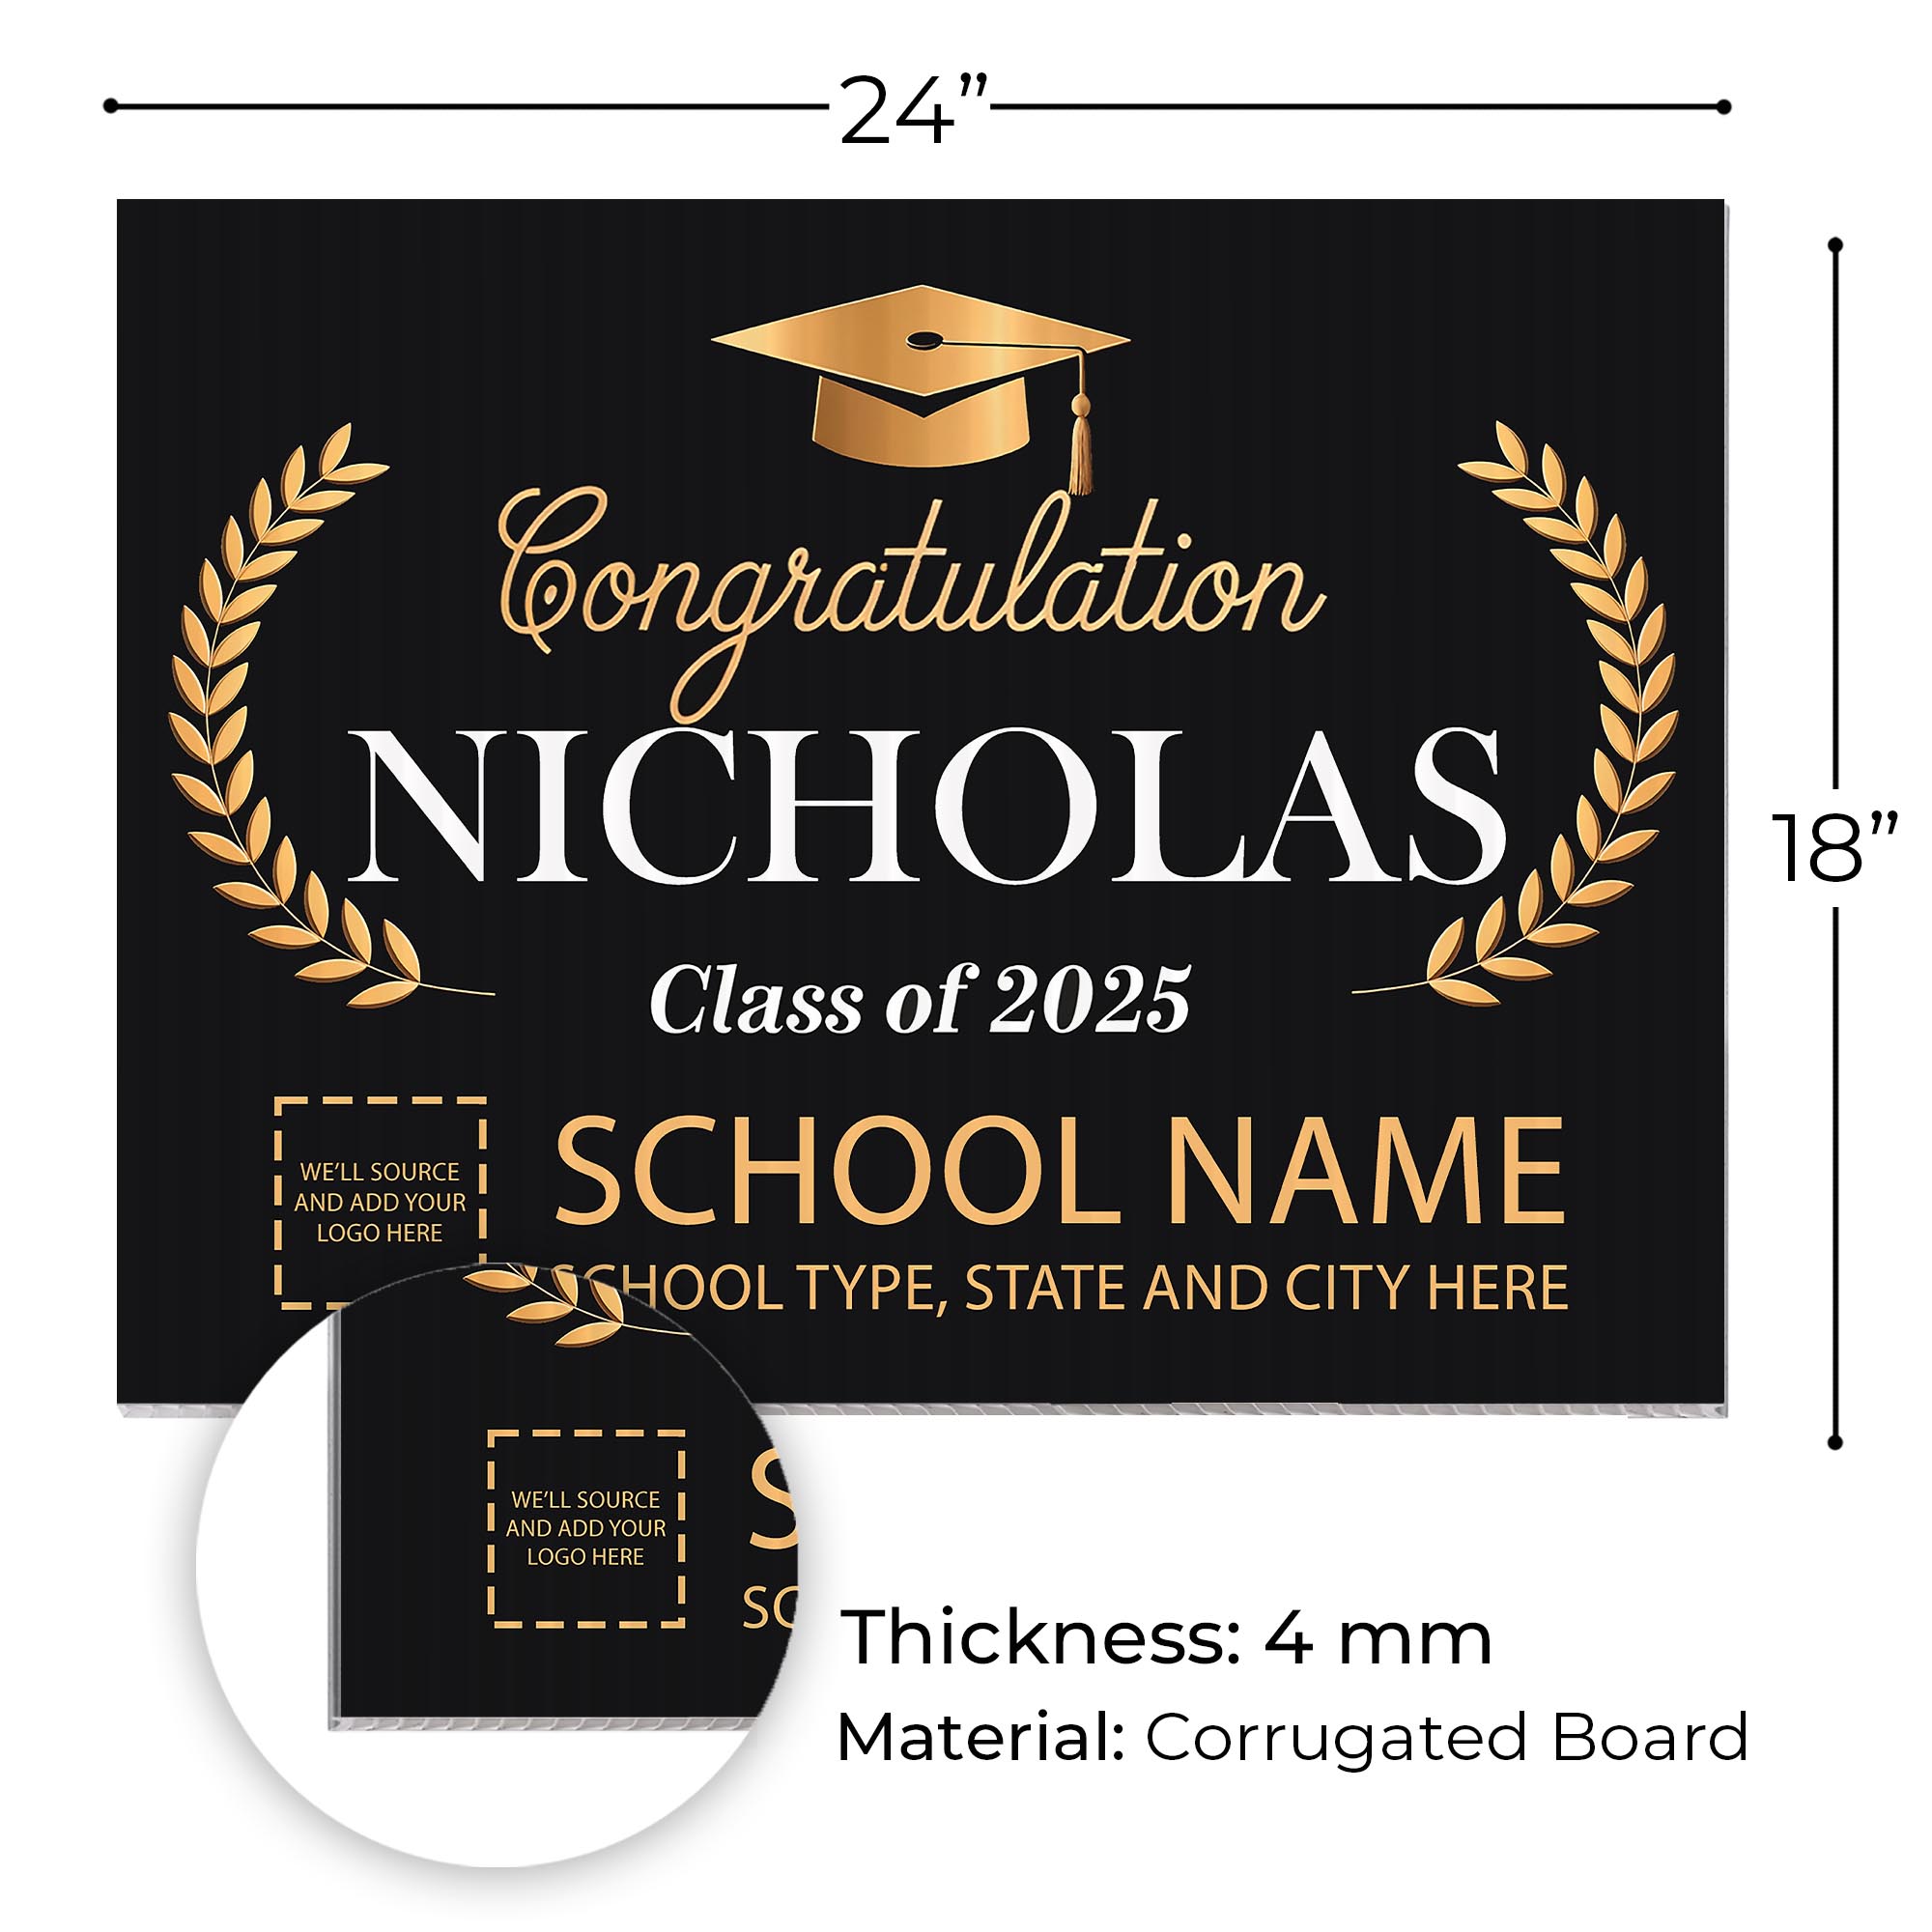 24”
Congratulation
NICHOLAS
18”
Class of 2025
WE’LL SOURCE
AND ADD YOUR
LOGO HERE
SCHOOL NAME
SCHOOL TYPE, STATE AND CITY HERE
WE’LL SOURCE
AND ADD YOUR
LOGO HERE
S
SC
Thickness: 4 mm
Material: Corrugated Board